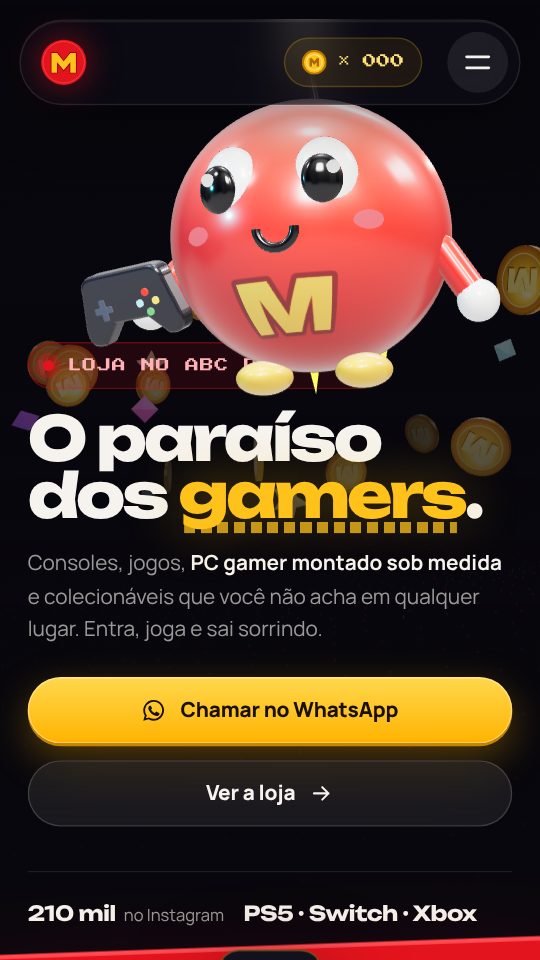 M
M × 000
M
LOJA NO ABC
O paraíso
dos gamers.
Consoles, jogos, PC gamer montado sob medida
e colecionáveis que você não acha em qualquer
lugar. Entra, joga e sai sorrindo.
Chamar no WhatsApp
Ver a loja →
210 mil no Instagram PS5 · Switch · Xbox